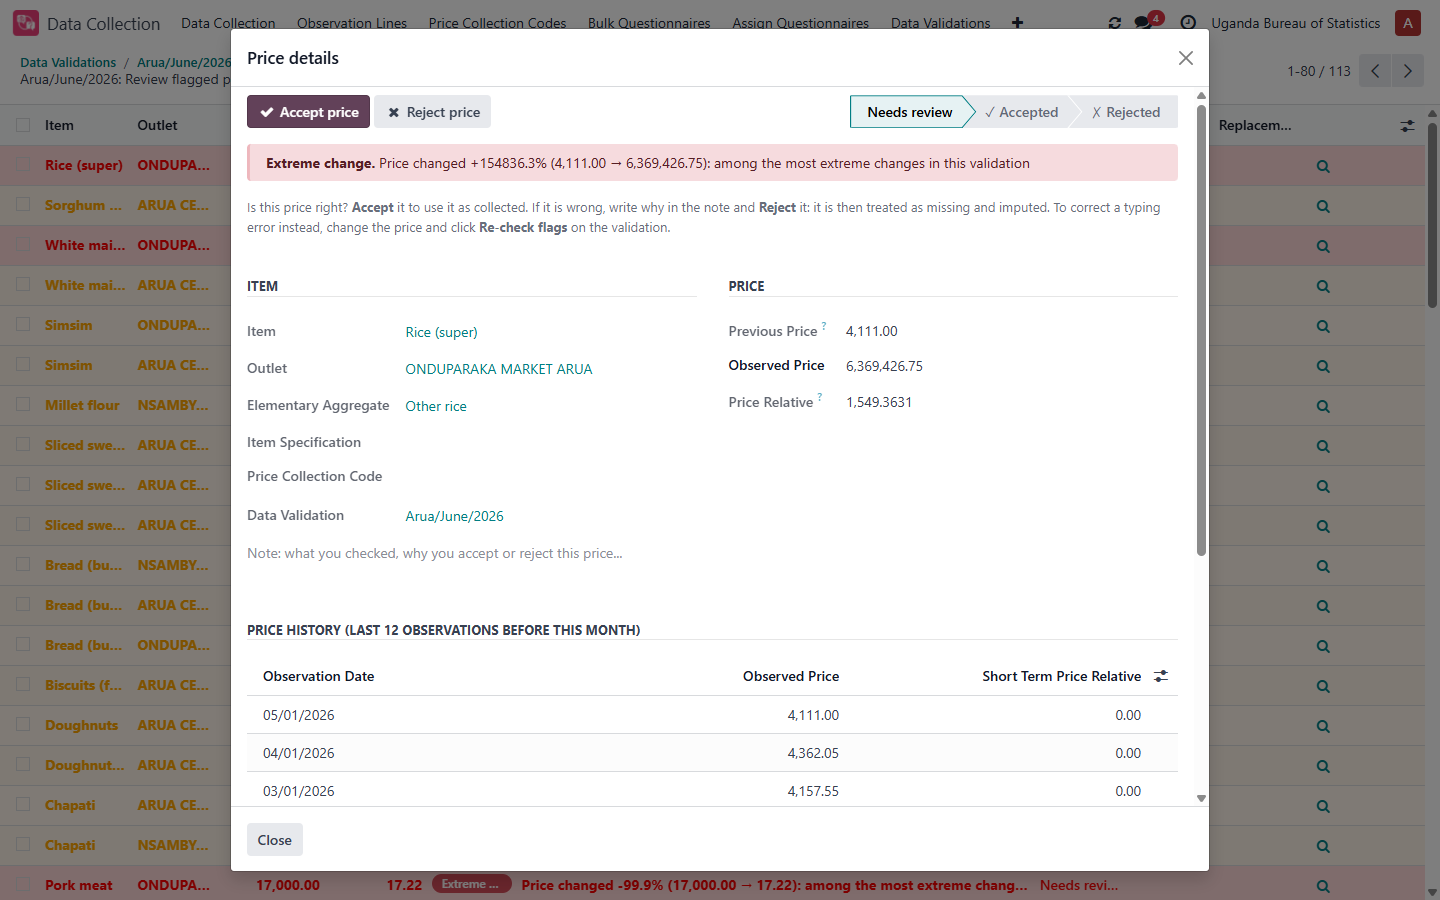 Data Collection
Data Collection
Observation Lines
Price Collection Codes
Bulk Questionnaires
Assign Questionnaires
Data Validations
4
Uganda Bureau of Statistics
A
Data Validations / Arua/June/2026
Arua/June/2026: Review flagged p
1-80 / 113
Price details
Accept price
Reject price
Needs review
✓ Accepted
✗ Rejected
Extreme change. Price changed +154836.3% (4,111.00 → 6,369,426.75): among the most extreme changes in this validation
Is this price right? Accept it to use it as collected. If it is wrong, write why in the note and Reject it: it is then treated as missing and imputed. To correct a typing
error instead, change the price and click Re-check flags on the validation.
ITEM
Item Rice (super)
Outlet ONDUPARAKA MARKET ARUA
Elementary Aggregate Other rice
Item Specification
Price Collection Code
Data Validation Arua/June/2026
Note: what you checked, why you accept or reject this price...
PRICE
Previous Price ? 4,111.00
Observed Price 6,369,426.75
Price Relative ? 1,549.3631
PRICE HISTORY (LAST 12 OBSERVATIONS BEFORE THIS MONTH)
Observation Date Observed Price Short Term Price Relative
05/01/2026 4,111.00 0.00
04/01/2026 4,362.05 0.00
03/01/2026 4,157.55 0.00
Close
Item Outlet Replacem...
Rice (super) ONDUPA...
Sorghum ... ARUA CE...
White mai... ONDUPA...
White mai... ARUA CE...
Simsim ONDUPA...
Simsim ARUA CE...
Millet flour NSAMBY...
Sliced swe... ARUA CE...
Sliced swe... ARUA CE...
Sliced swe... ARUA CE...
Bread (bu... NSAMBY...
Bread (bu... ARUA CE...
Bread (bu... ONDUPA...
Biscuits (f... ARUA CE...
Doughnuts ARUA CE...
Doughnut... ARUA CE...
Chapati ARUA CE...
Chapati NSAMBY...
Pork meat ONDUPA... 17,000.00 17.22 Extreme ... Price changed -99.9% (17,000.00 → 17.22): among the most extreme chang... Needs revi...